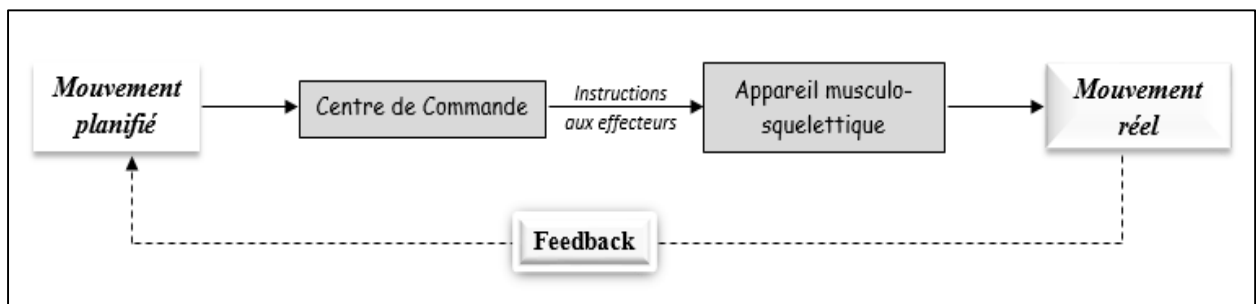 Mouvement
planifié
Centre de Commande
Instructions
aux effecteurs
Appareil musculo-
squelettique
Mouvement
réel
Feedback